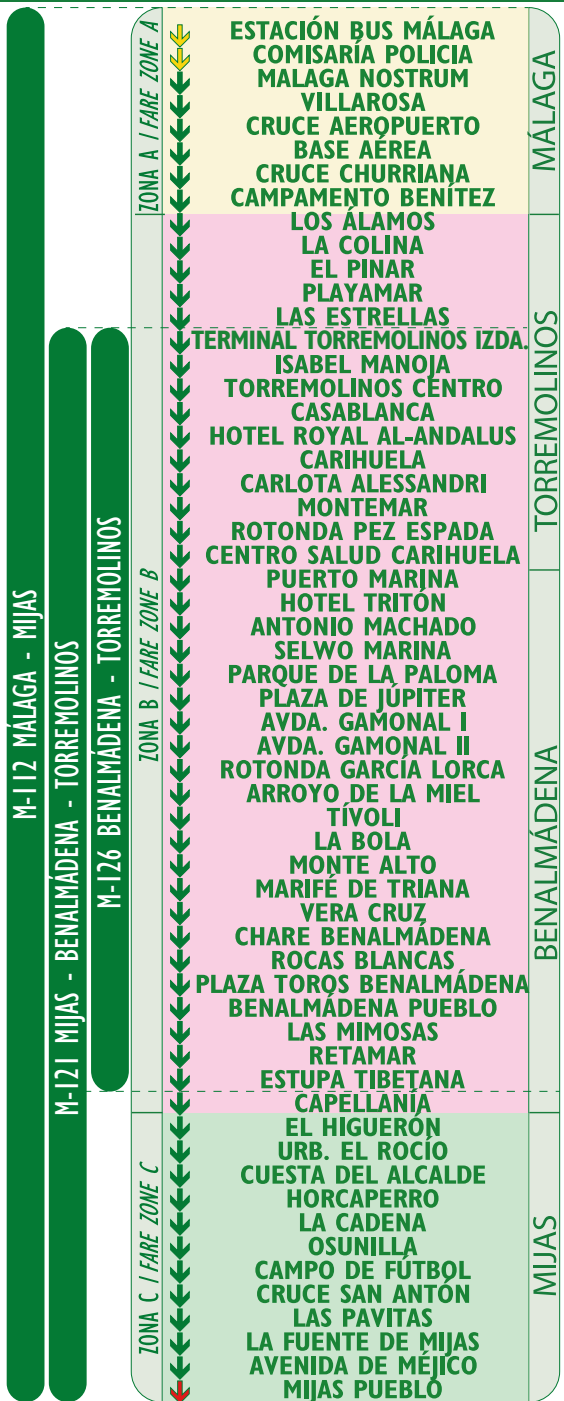 M-112 MÁLAGA - MIJAS
M-121 MIJAS - BENALMÁDENA - TORREMOLINOS
M-126 BENALMÁDENA - TORREMOLINOS
ZONA A / FARE ZONE A
ESTACIÓN BUS MÁLAGA
COMISARÍA POLICIA
MALAGA NOSTRUM
VILLAROSA
CRUCE AEROPUERTO
BASE AÉREA
CRUCE CHURRIANA
CAMPAMENTO BENÍTEZ
MÁLAGA
ZONA B / FARE ZONE B
LOS ÁLAMOS
LA COLINA
EL PINAR
PLAYAMAR
LAS ESTRELLAS
TERMINAL TORREMOLINOS IZDA.
ISABEL MANOJA
TORREMOLINOS CENTRO
CASABLANCA
HOTEL ROYAL AL-ANDALUS
CARIHUELA
CARLOTA ALESSANDRI
MONTEMAR
ROTONDA PEZ ESPADA
CENTRO SALUD CARIHUELA
TORREMOLINOS
PUERTO MARINA
HOTEL TRITÓN
ANTONIO MACHADO
SELWO MARINA
PARQUE DE LA PALOMA
PLAZA DE JÚPITER
AVDA. GAMONAL I
AVDA. GAMONAL II
ROTONDA GARCÍA LORCA
ARROYO DE LA MIEL
TÍVOLI
LA BOLA
MONTE ALTO
MARIFÉ DE TRIANA
VERA CRUZ
CHARE BENALMÁDENA
ROCAS BLANCAS
PLAZA TOROS BENALMÁDENA
BENALMÁDENA PUEBLO
LAS MIMOSAS
RETAMAR
ESTUPA TIBETANA
CAPELLANÍA
BENALMÁDENA
ZONA C / FARE ZONE C
EL HIGUERÓN
URB. EL ROCÍO
CUESTA DEL ALCALDE
HORCAPERRO
LA CADENA
OSUNILLA
CAMPO DE FÚTBOL
CRUCE SAN ANTÓN
LAS PAVITAS
LA FUENTE DE MIJAS
AVENIDA DE MÉJICO
MIJAS PUEBLO
MIJAS